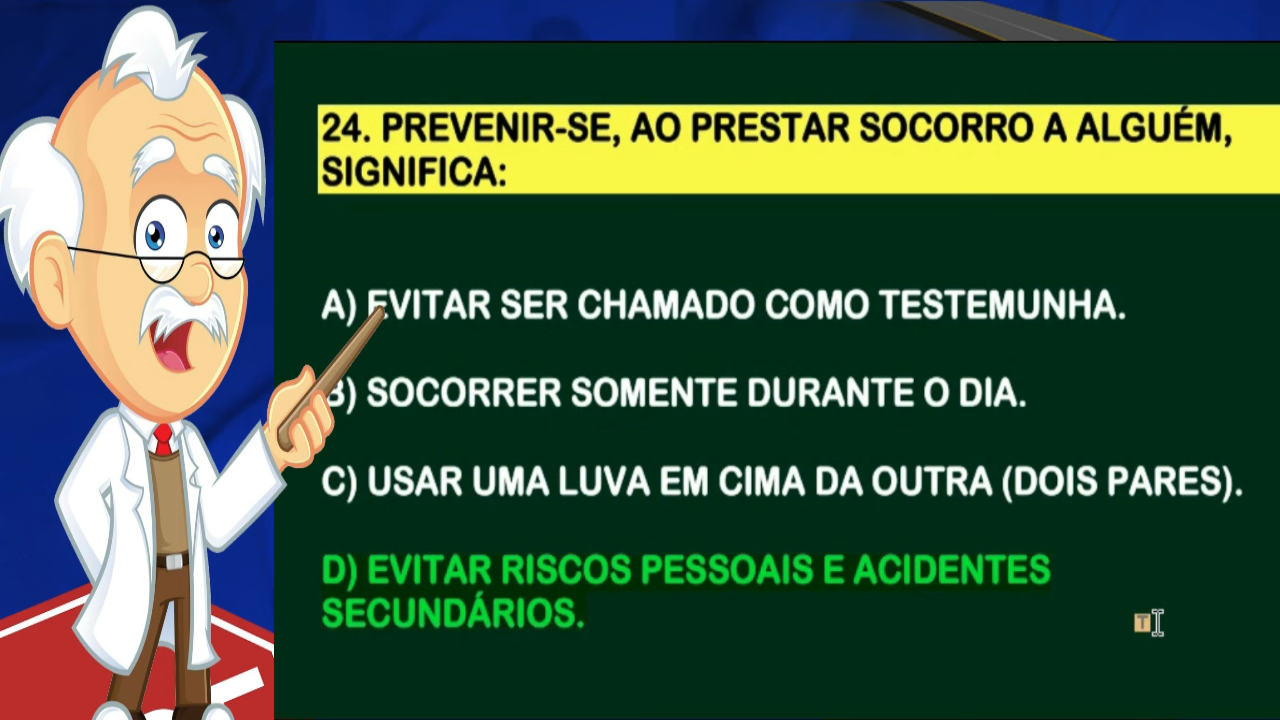 24. PREVENIR-SE, AO PRESTAR SOCORRO A ALGUÉM,
SIGNIFICA:
A) EVITAR SER CHAMADO COMO TESTEMUNHA.
B) SOCORRER SOMENTE DURANTE O DIA.
C) USAR UMA LUVA EM CIMA DA OUTRA (DOIS PARES).
D) EVITAR RISCOS PESSOAIS E ACIDENTES
SECUNDÁRIOS.
T